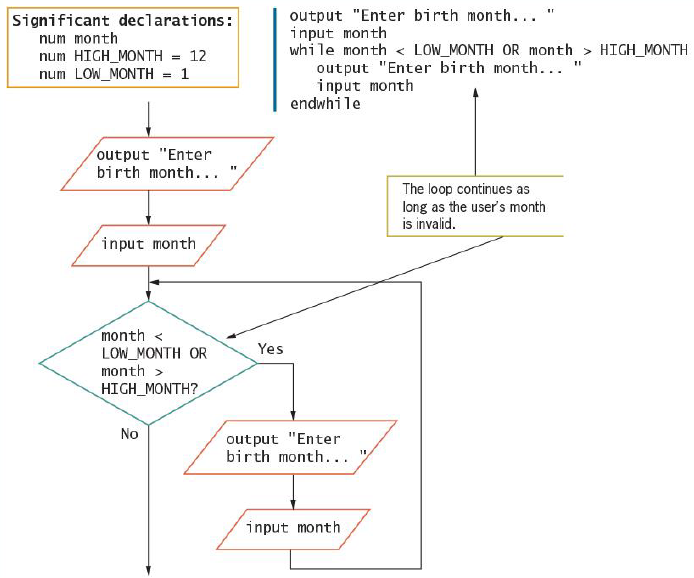 Significant declarations:
num month
num HIGH_MONTH = 12
num LOW_MONTH = 1
output "Enter birth month... "
input month
while month < LOW_MONTH OR month > HIGH_MONTH
output "Enter birth month... "
input month
endwhile
output "Enter
birth month... "
input month
The loop continues as
long as the user's month
is invalid.
month <
LOW_MONTH OR
month >
HIGH_MONTH?
Yes
No
output "Enter
birth month... "
input month